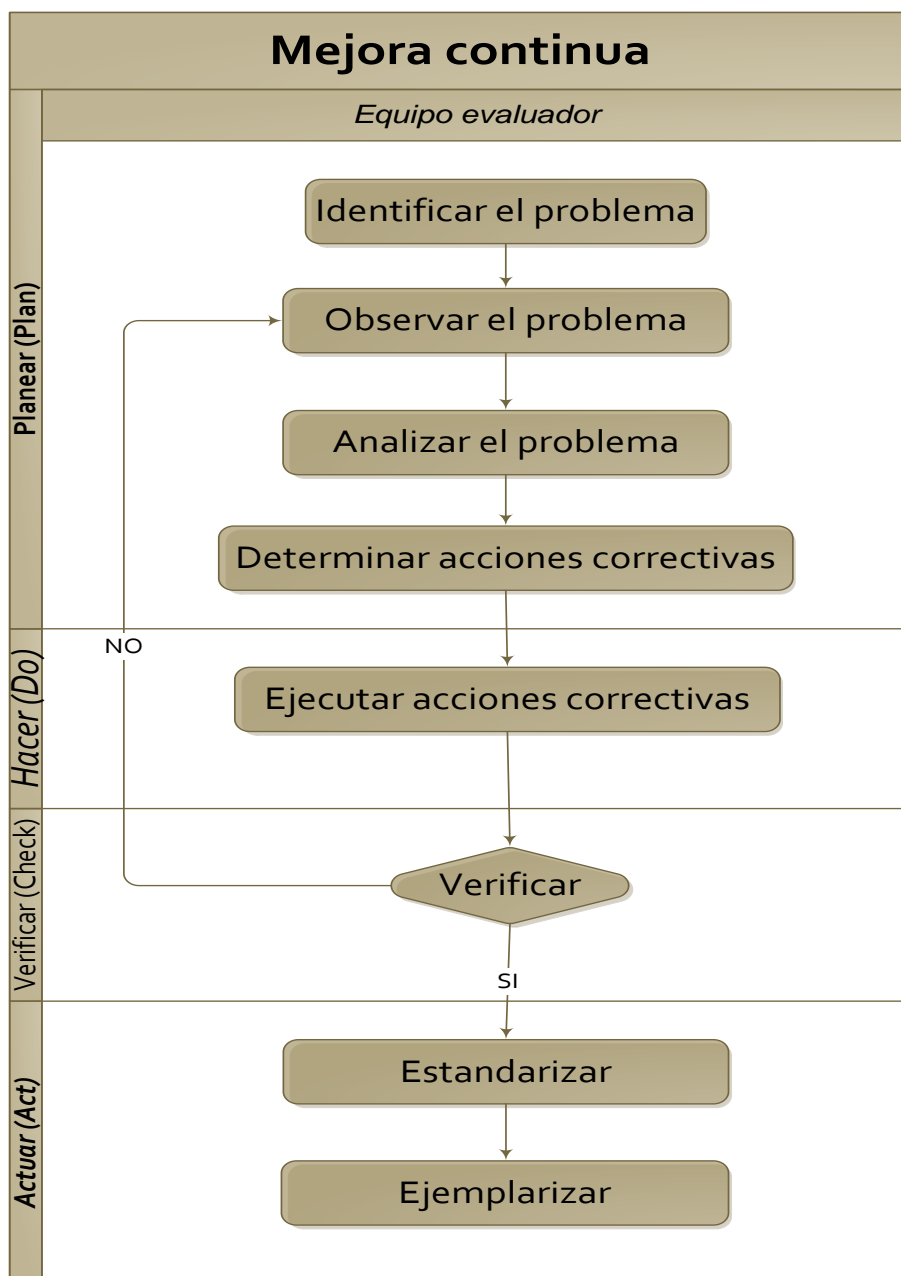 Mejora continua
Equipo evaluador
Planear (Plan)
Identificar el problema
Observar el problema
Analizar el problema
Determinar acciones correctivas
NO
Hacer (Do)
Ejecutar acciones correctivas
Verificar (Check)
Verificar
SI
Actuar (Act)
Estandarizar
Ejemplarizar